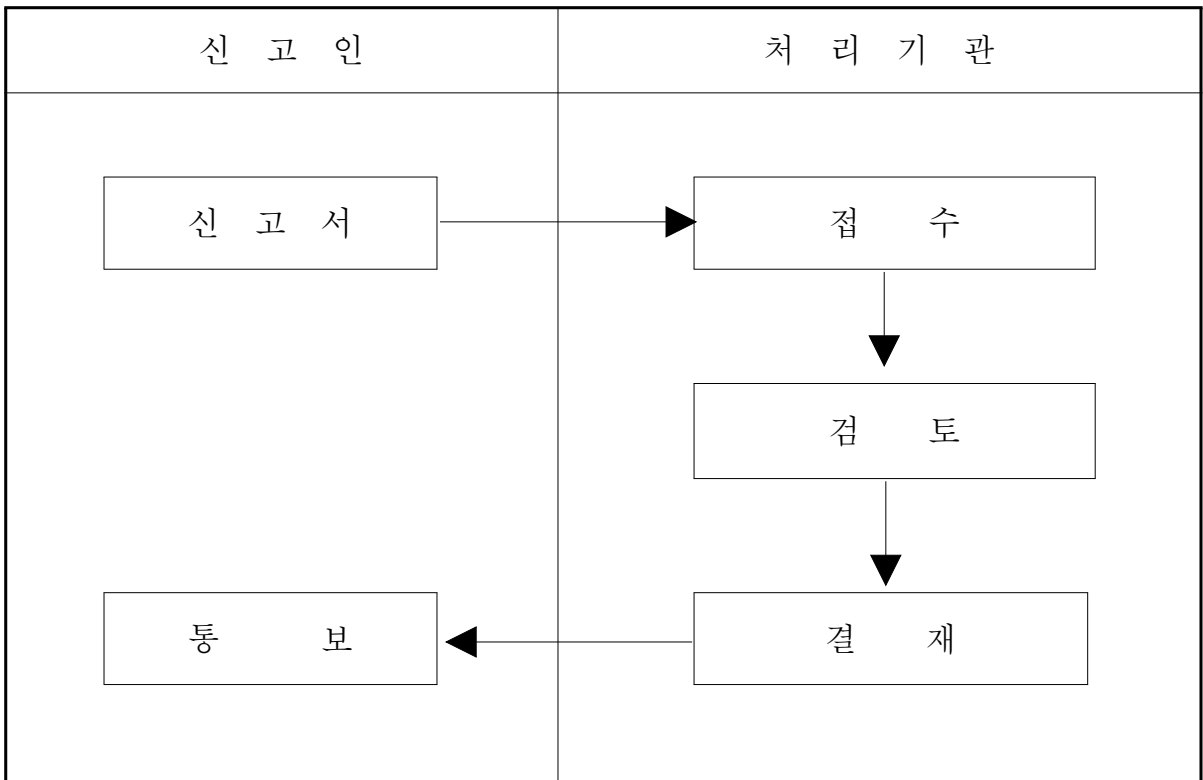 신 고 인
처 리 기 관
신 고 서
접 수
검 토
통 보
결 재